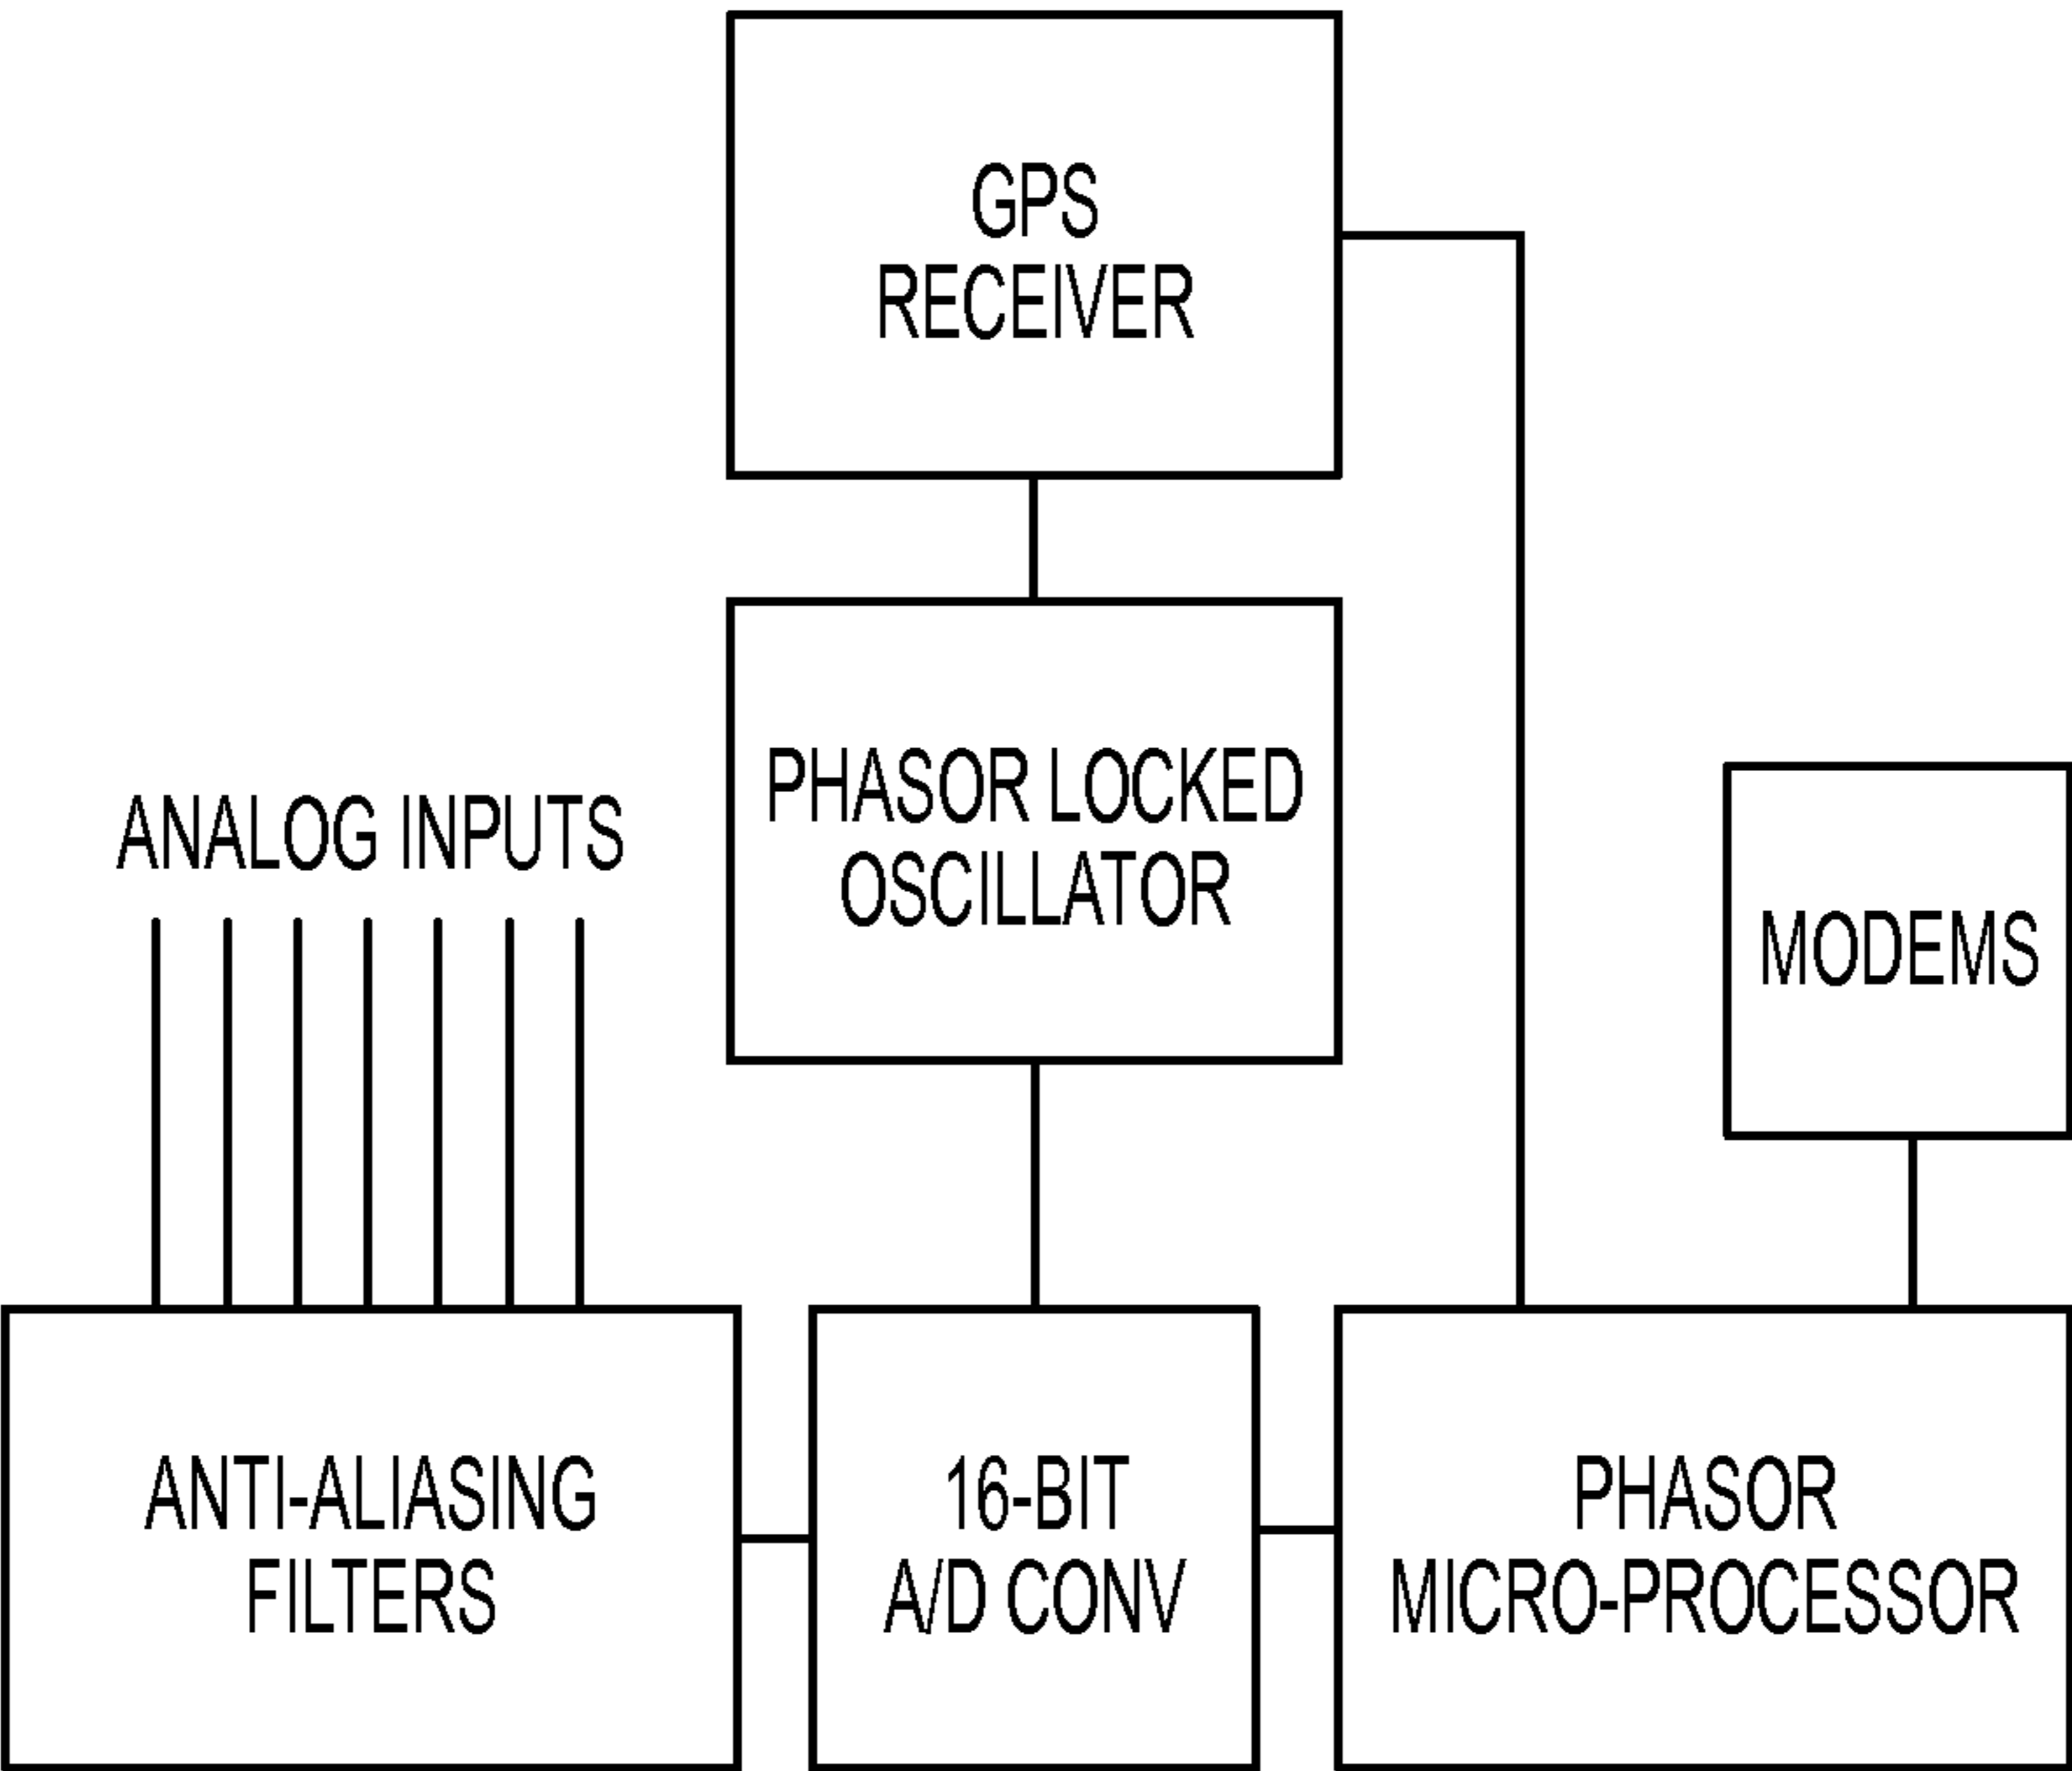 GPS
RECEIVER
PHASOR LOCKED
OSCILLATOR
ANALOG INPUTS
MODEMS
ANTI-ALIASING
FILTERS
16-BIT
A/D CONV
PHASOR
MICRO-PROCESSOR